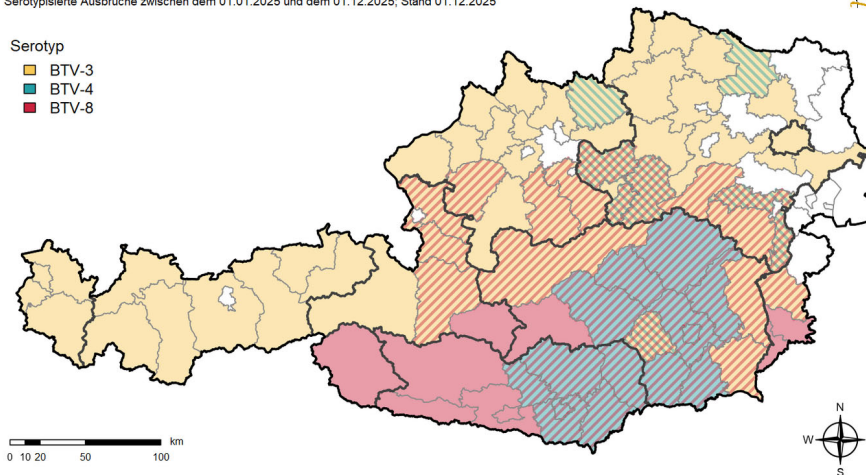 Serotypisierte Ausbrüche zwischen dem 01.01.2025 und dem 01.12.2025; Stand 01.12.2025
Serotyp
BTV-3
BTV-4
BTV-8
km
0 10 20 50 100
N
W E
S